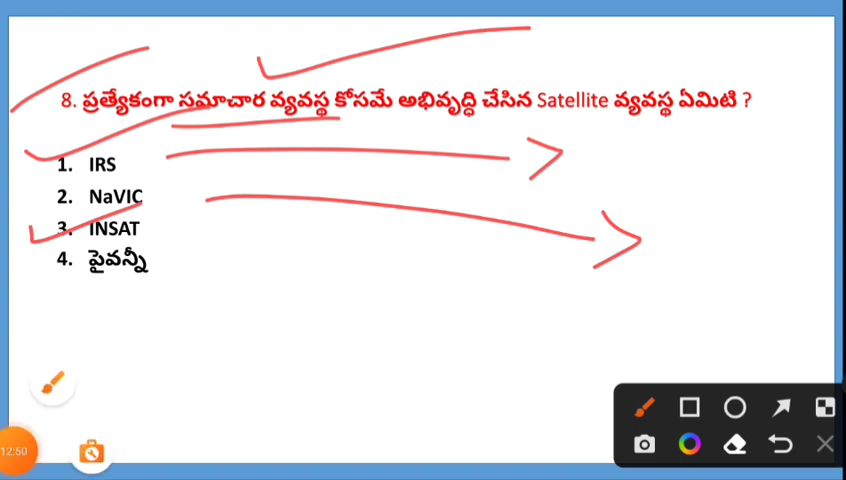 8. ప్రత్యేకంగా సమాచార వ్యవస్థ కోసమే అభివృద్ధి చేసిన Satellite వ్యవస్థ ఏమిటి ?
1. IRS
2. NaVIC
3. INSAT
4. పైవన్నీ
12:50